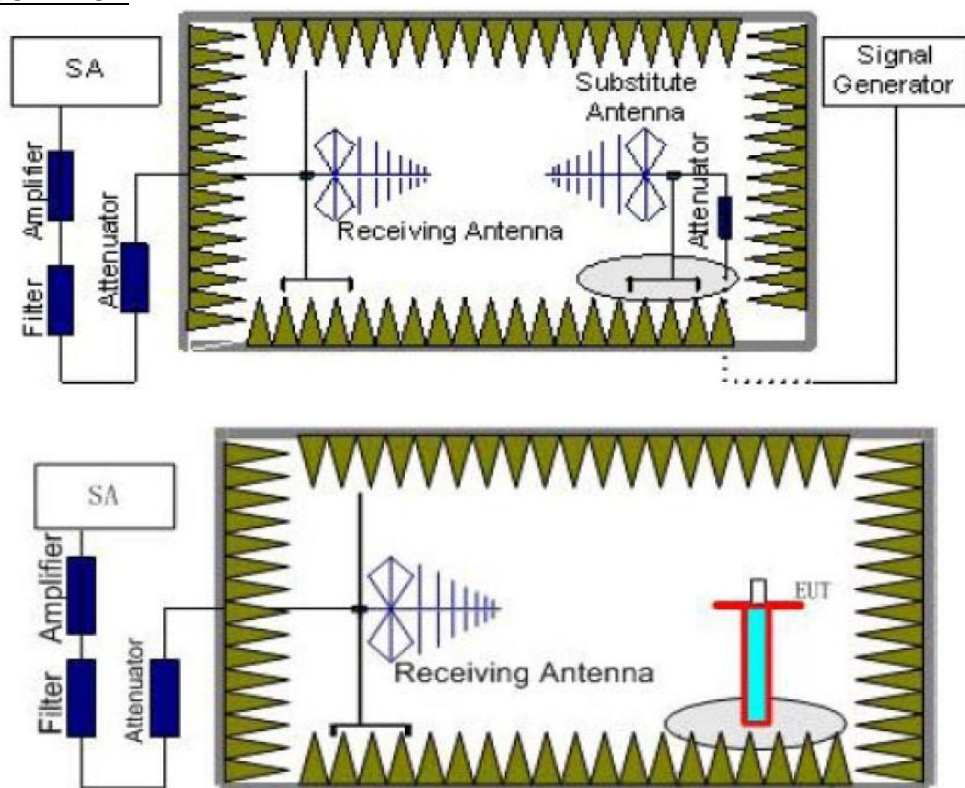 SA
Signal
Generator
Substitute
Antenna
Amplifier
Filter
Attenuator
Attenuator
Receiving Antenna
SA
Amplifier
Filter
Attenuator
Receiving Antenna
EUT